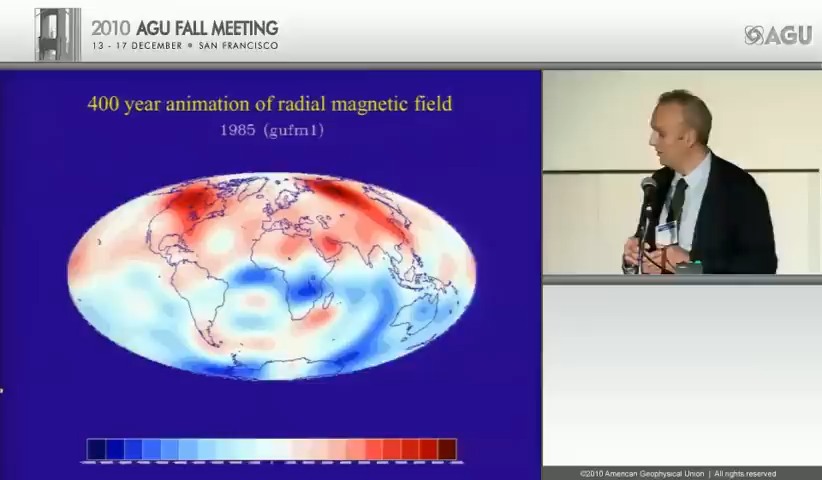 2010 AGU FALL MEETING
13 - 17 DECEMBER • SAN FRANCISCO
AGU
400 year animation of radial magnetic field
1985 (gufm1)
©2010 American Geophysical Union | All rights reserved